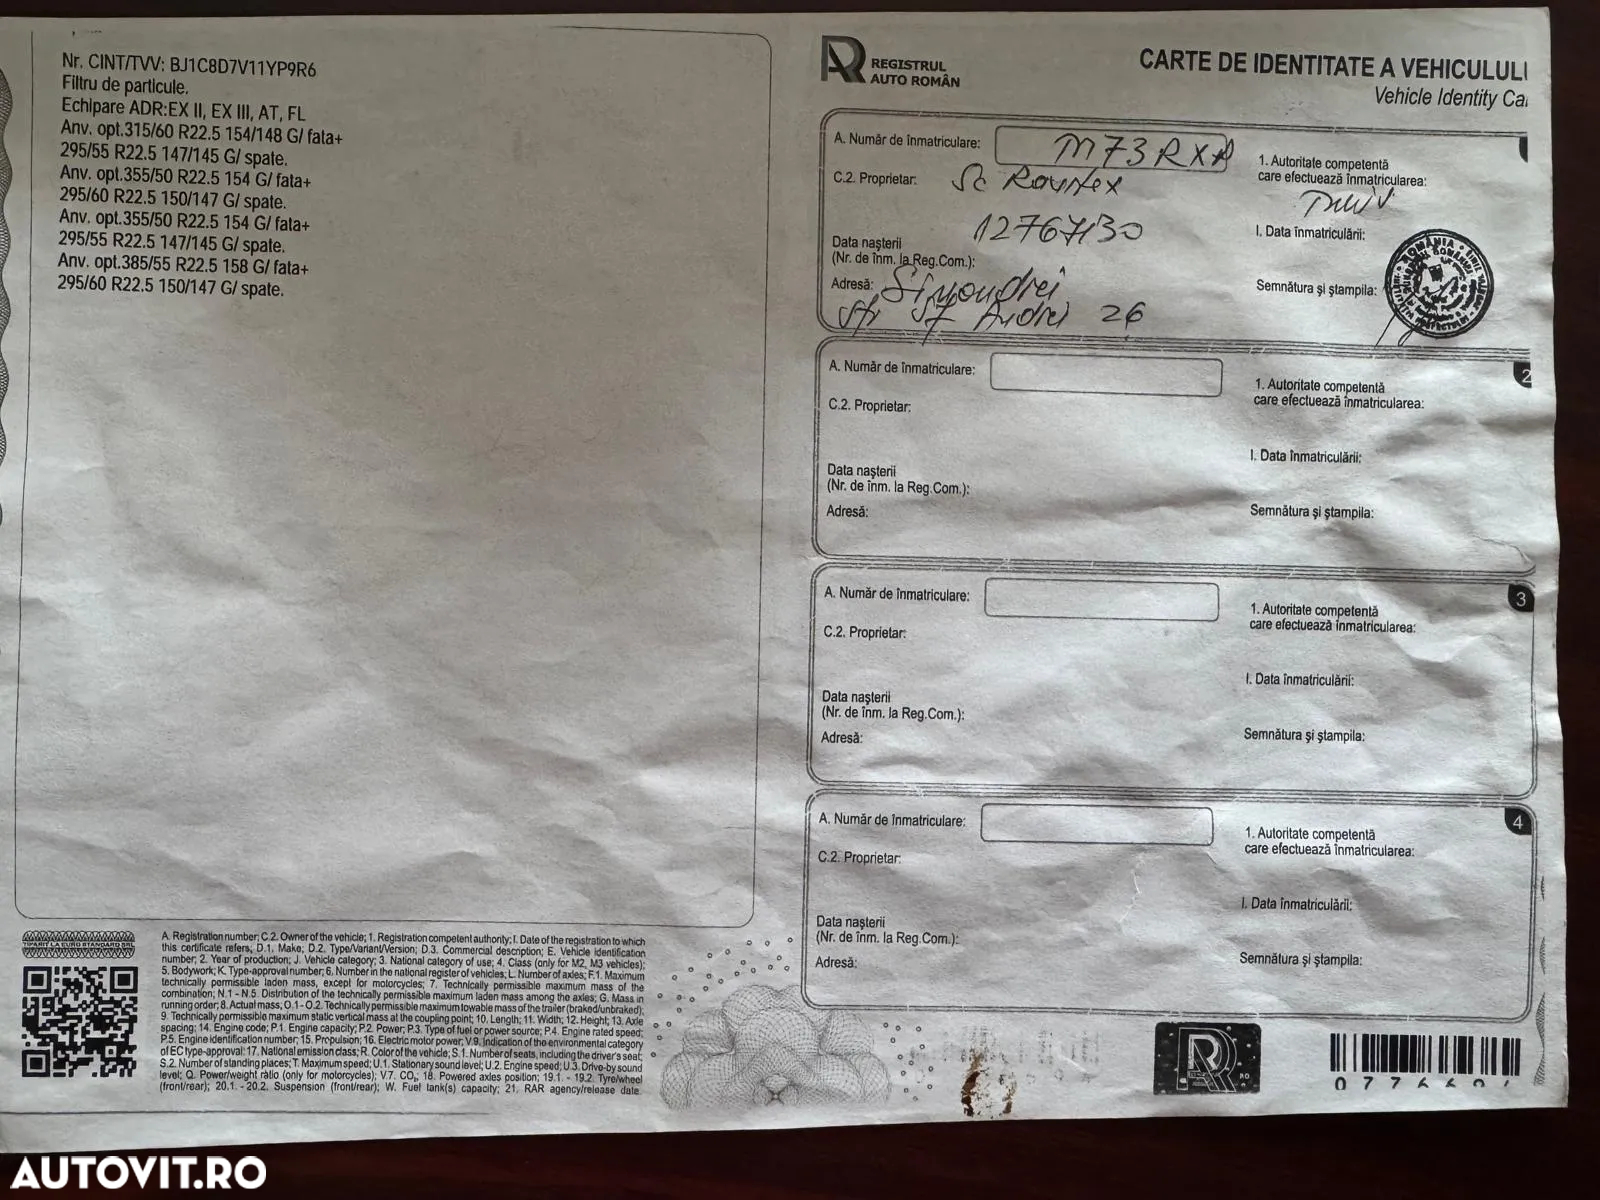 Nr. CINT/TVV: BJ1C8D7V11YP9R6
Filtru de particule.
Echipare ADR:EX II, EX III, AT, FL
Anv. opt.315/60 R22.5 154/148 G/ fata+
295/55 R22.5 147/145 G/ spate.
Anv. opt.355/50 R22.5 154 G/ fata+
295/60 R22.5 150/147 G/ spate.
Anv. opt.355/50 R22.5 154 G/ fata+
295/55 R22.5 147/145 G/ spate.
Anv. opt.385/55 R22.5 158 G/ fata+
295/60 R22.5 150/147 G/ spate.
TIPARIT LA EURO STANDARD SRL
A. Registration number; C.2. Owner of the vehicle; 1. Registration competent authority; I. Date of the registration to which
this certificate refers; D.1. Make; D.2. Type/Variant/Version; D.3. Commercial description; E. Vehicle identification
number; 2. Year of production; J. Vehicle category; 3. National category of use; 4. Class (only for M2, M3 vehicles);
5. Bodywork; K. Type-approval number; 6. Number in the national register of vehicles; L. Number of axles; F.1. Maximum
technically permissible laden mass, except for motorcycles; 7. Technically permissible maximum mass of the
combination; N.1 - N.5. Distribution of the technically permissible maximum laden mass among the axles; G. Mass in
running order; 8. Actual mass; O.1 - O.2. Technically permissible maximum towable mass of the trailer (braked/unbraked);
9. Technically permissible maximum static vertical mass at the coupling point; 10. Length; 11. Width; 12. Height; 13. Axle
spacing; 14. Engine code; P.1. Engine capacity; P.2. Power; P.3. Type of fuel or power source; P.4. Engine rated speed;
P.5. Engine identification number; 15. Propulsion; 16. Electric motor power; V.9. Indication of the environmental category
of EC type-approval; 17. National emission class; R. Color of the vehicle; S.1. Number of seats, including the driver's seat;
S.2. Number of standing places; T. Maximum speed; U.1. Stationary sound level; U.2. Engine speed; U.3. Drive-by sound
level; Q. Power/weight ratio (only for motorcycles); V.7. CO₂; 18. Powered axles position; 19.1. - 19.2. Tyre/wheel
(front/rear); 20.1. - 20.2. Suspension (front/rear); W. Fuel tank(s) capacity; 21. RAR agency/release date.
REGISTRUL
AUTO ROMÂN
CARTE DE IDENTITATE A VEHICULULI
Vehicle Identity Ca
A. Număr de înmatriculare: M73RXA
1. Autoritate competentă
care efectuează înmatricularea:
C.2. Proprietar: Sc
12767130
I. Data înmatriculării:
Data naşterii
(Nr. de înm. la Reg.Com.):
Adresă:
str Andrei 26
Semnătura şi ştampila:
ROMÂNIA
2
A. Număr de înmatriculare:
1. Autoritate competentă
care efectuează înmatricularea:
C.2. Proprietar:
I. Data înmatriculării:
Data naşterii
(Nr. de înm. la Reg.Com.):
Adresă:
Semnătura şi ştampila:
3
A. Număr de înmatriculare:
1. Autoritate competentă
care efectuează înmatricularea:
C.2. Proprietar:
I. Data înmatriculării:
Data naşterii
(Nr. de înm. la Reg.Com.):
Adresă:
Semnătura şi ştampila:
4
A. Număr de înmatriculare:
1. Autoritate competentă
care efectuează înmatricularea:
C.2. Proprietar:
I. Data înmatriculării:
Data naşterii
(Nr. de înm. la Reg.Com.):
Adresă:
Semnătura şi ştampila:
AUTOVIT.RO